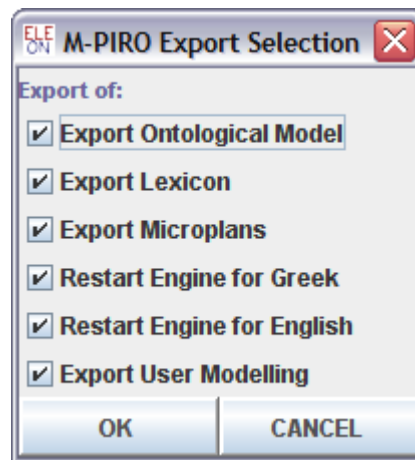 ELE
ON
M-PIRO Export Selection
Export of:
Export Ontological Model
Export Lexicon
Export Microplans
Restart Engine for Greek
Restart Engine for English
Export User Modelling
OK CANCEL